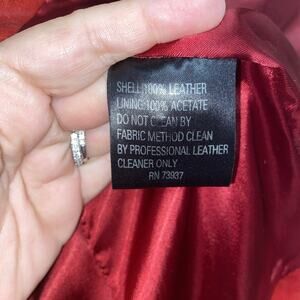 SHELL 100% LEATHER
LINING 100% ACETATE
DO NOT CLEAN BY
FABRIC METHOD CLEAN
BY PROFESSIONAL LEATHER
CLEANER ONLY
RN 73937